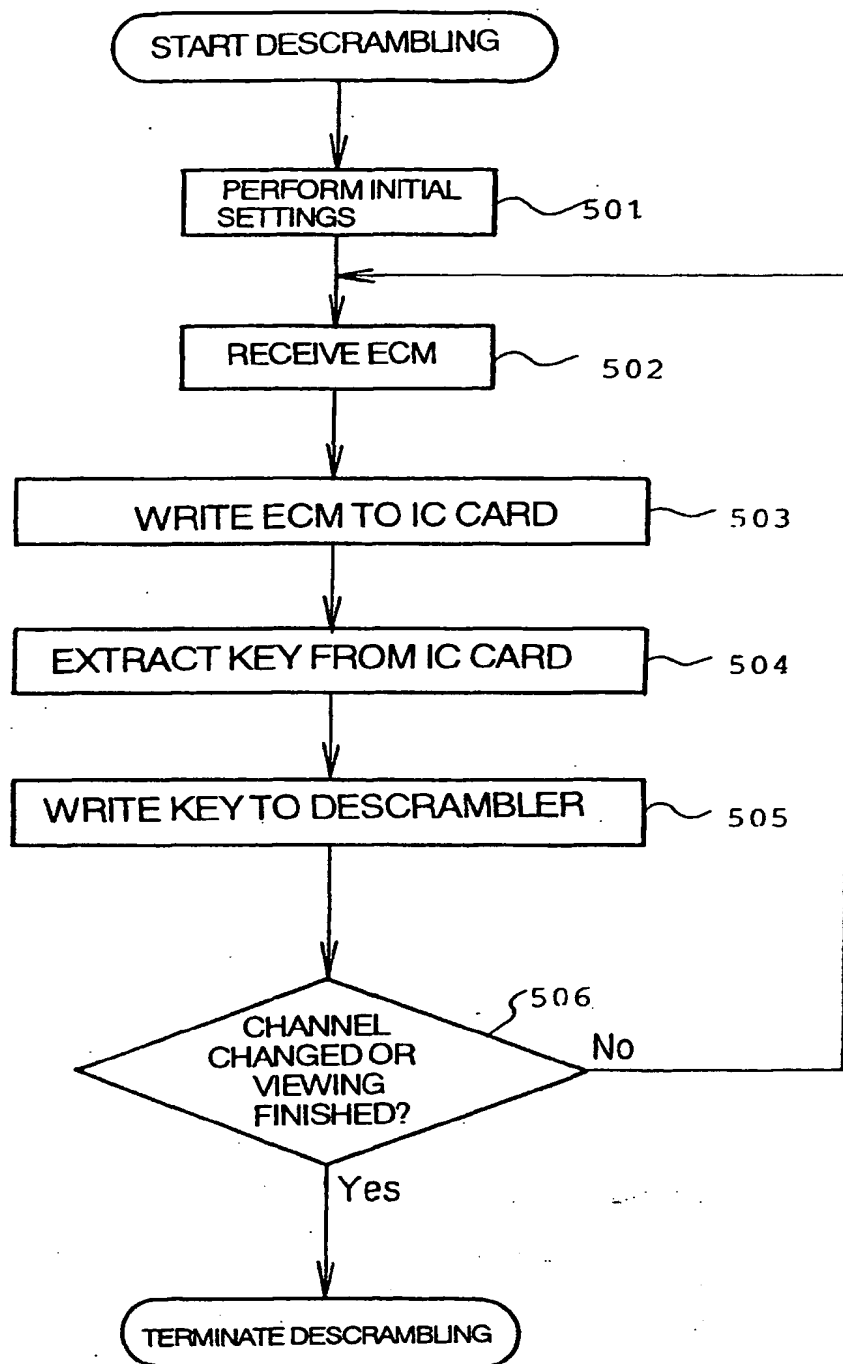 START DESCRAMBLING
PERFORM INITIAL
SETTINGS
501
RECEIVE ECM
502
WRITE ECM TO IC CARD
503
EXTRACT KEY FROM IC CARD
504
WRITE KEY TO DESCRAMBLER
505
506
CHANNEL
CHANGED OR
VIEWING
FINISHED?
No
Yes
TERMINATE DESCRAMBLING